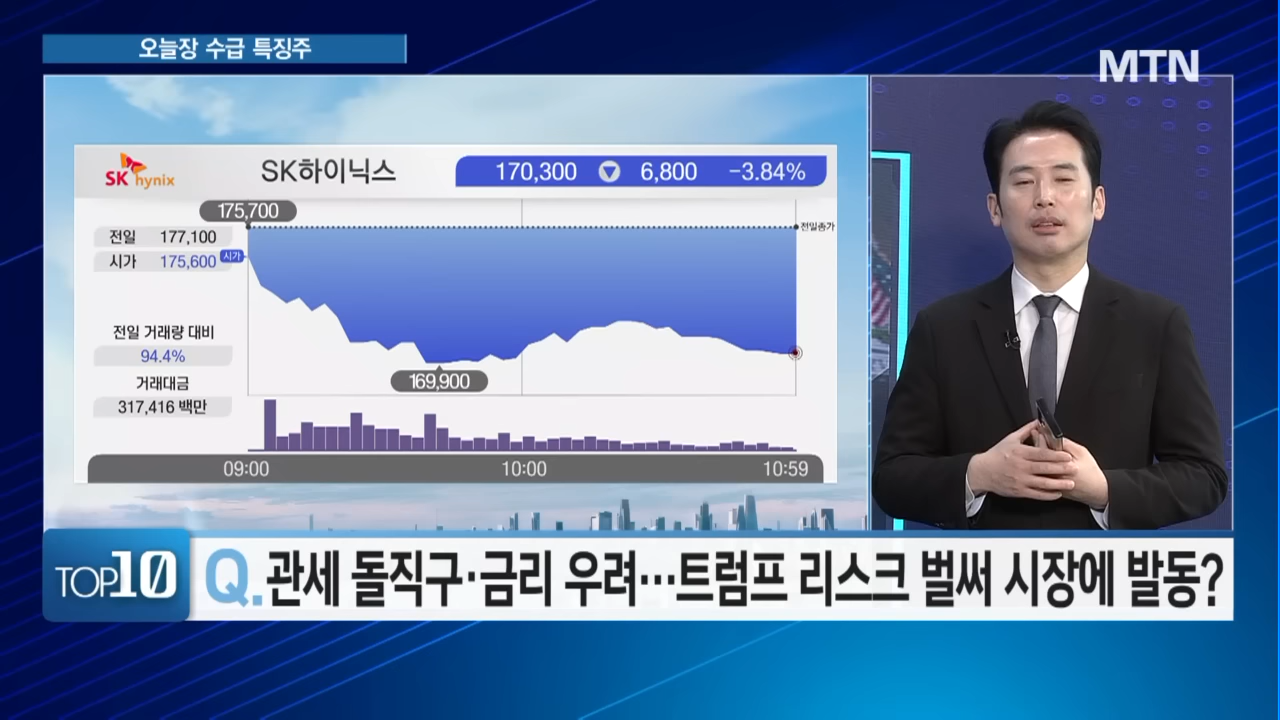 오늘장 수급 특징주
MTN
SK hynix
SK하이닉스
170,300 ▼ 6,800 -3.84%
175,700
전일종가
전일 177,100
시가 175,600
시가
전일 거래량 대비
94.4%
거래대금
317,416 백만
169,900
09:00 10:00 10:59
TOP10
Q.관세 돌직구·금리 우려…트럼프 리스크 벌써 시장에 발동?